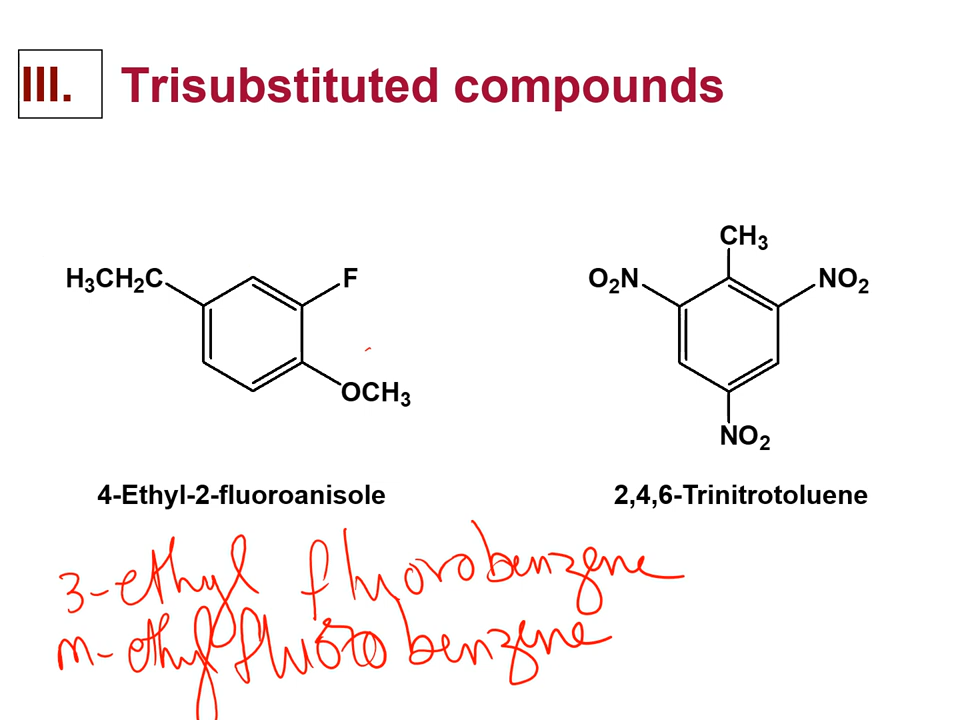 III. Trisubstituted compounds
CH3
H3CH2C F O2N NO2
OCH3
NO2
4-Ethyl-2-fluoroanisole 2,4,6-Trinitrotoluene
3-ethyl fluorobenzene
m-ethyl fluoro benzene